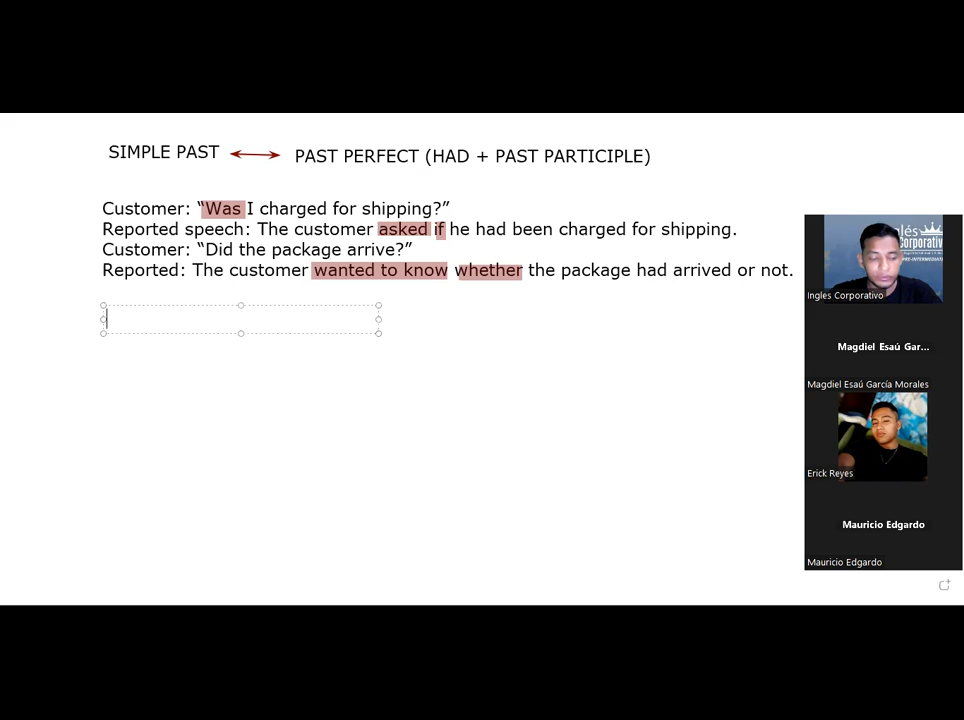 SIMPLE PAST
PAST PERFECT (HAD + PAST PARTICIPLE)
Customer: “Was I charged for shipping?”
Reported speech: The customer asked if he had been charged for shipping.
Customer: “Did the package arrive?”
Reported: The customer wanted to know whether the package had arrived or not.
Inglés Corporativo
Magdiel Esaú Gar...
Magdiel Esaú García Morales
Erick Reyes
Mauricio Edgardo
Mauricio Edgardo